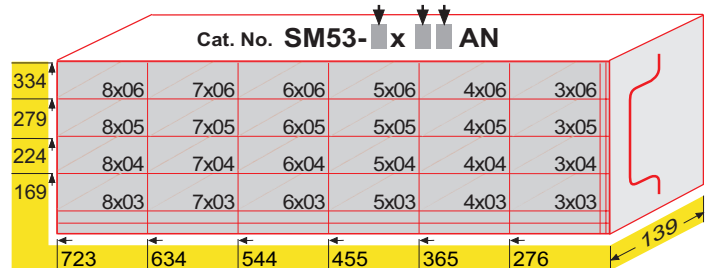 Cat. No. SM53- x AN
334 8x06 7x06 6x06 5x06 4x06 3x06
279 8x05 7x05 6x05 5x05 4x05 3x05
224 8x04 7x04 6x04 5x04 4x04 3x04
169 8x03 7x03 6x03 5x03 4x03 3x03
723 634 544 455 365 276 139